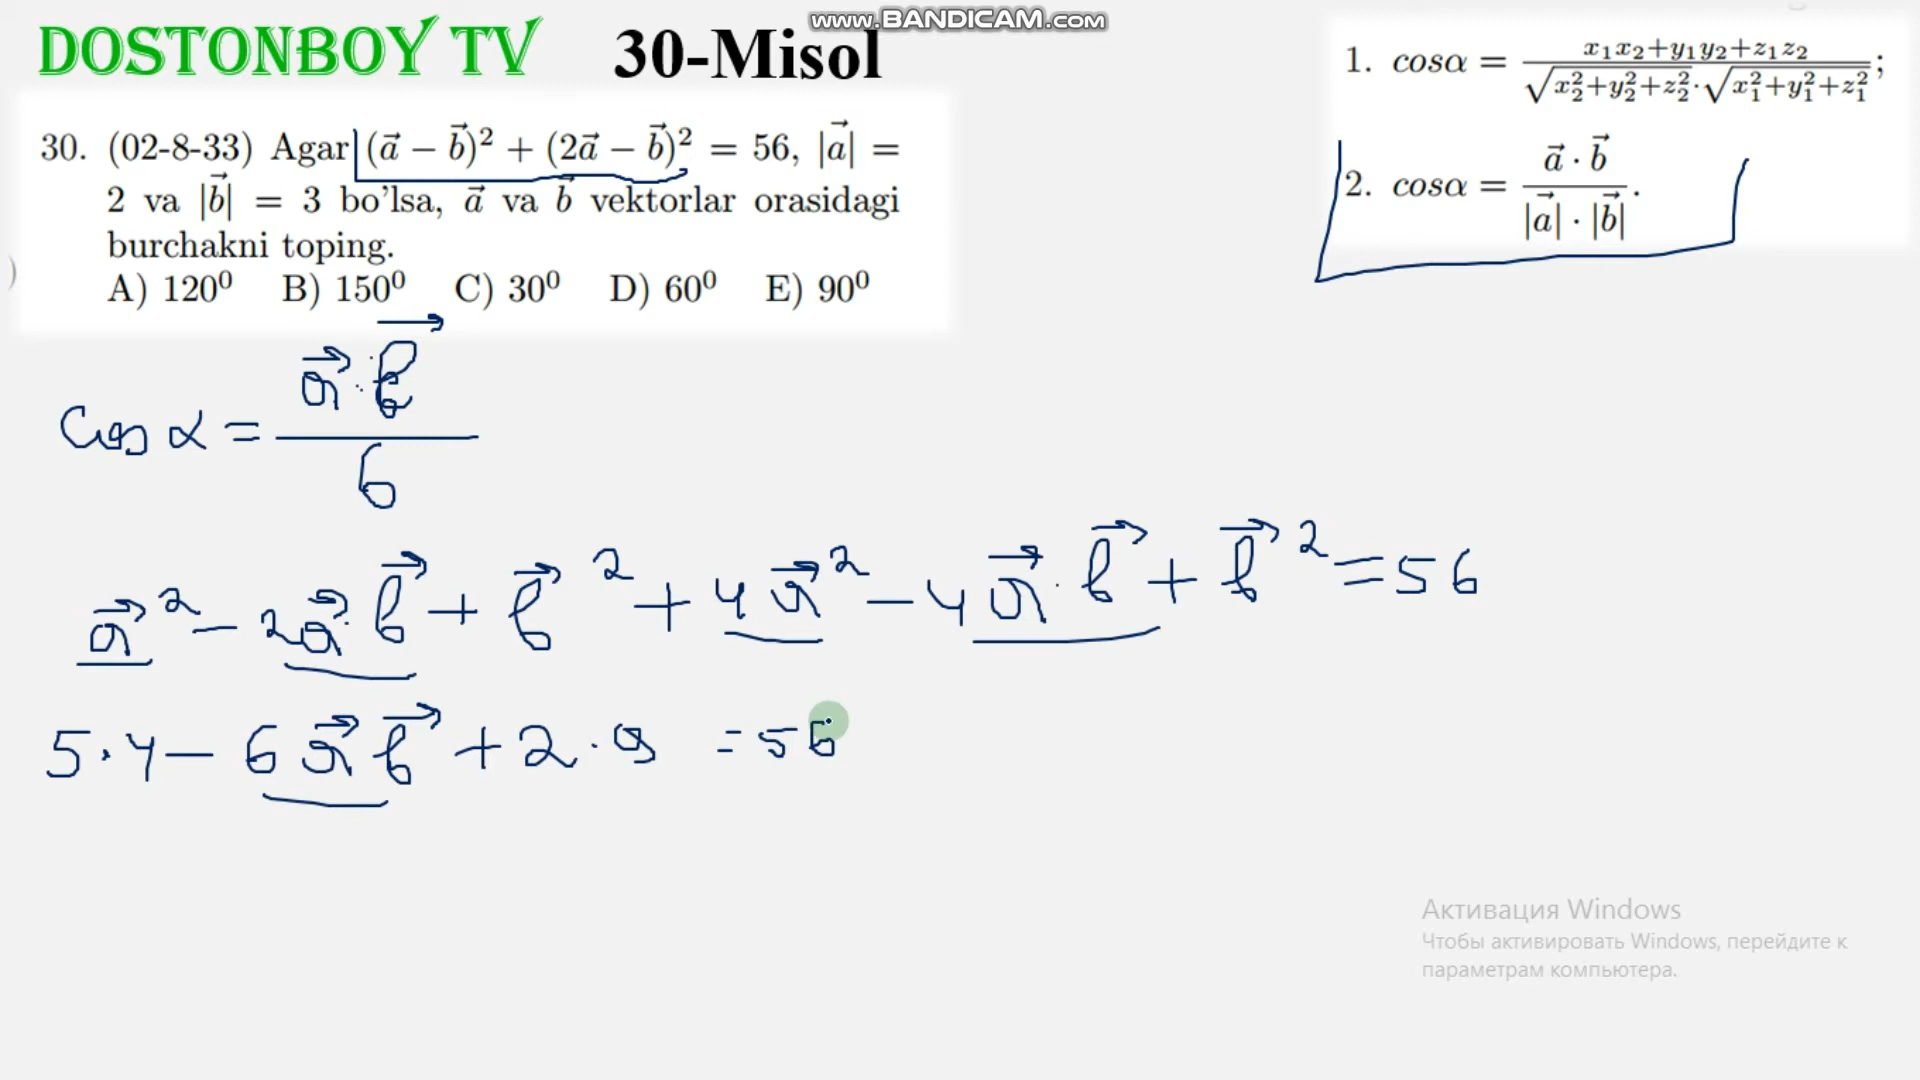 www.BANDICAM.com
DOSTONBOY TV
30-Misol
30. (02-8-33) Agar (a⃗ − b⃗)² + (2a⃗ − b⃗)² = 56, |a⃗| =
2 va |b⃗| = 3 bo'lsa, a⃗ va b⃗ vektorlar orasidagi
burchakni toping.
A) 120⁰ B) 150⁰ C) 30⁰ D) 60⁰ E) 90⁰
1. cosα = (x₁x₂+y₁y₂+z₁z₂)/(√(x₂²+y₂²+z₂²)·√(x₁²+y₁²+z₁²));
2. cosα = (a⃗ · b⃗)/(|a⃗| · |b⃗|).
Cos α = (a⃗ · b⃗)/6
a⃗² − 2a⃗·b⃗ + b⃗² + 4a⃗² − 4a⃗·b⃗ + b⃗² = 56
5·4 − 6a⃗b⃗ + 2·9 = 56
Активация Windows
Чтобы активировать Windows, перейдите к
параметрам компьютера.